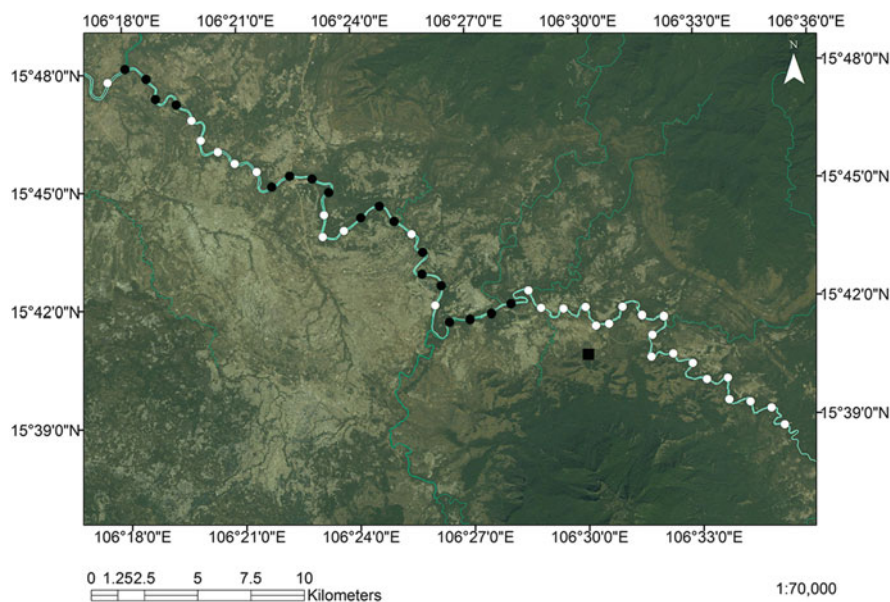 106°18'0"E 106°21'0"E 106°24'0"E 106°27'0"E 106°30'0"E 106°33'0"E 106°36'0"E
N
15°48'0"N 15°48'0"N
15°45'0"N 15°45'0"N
15°42'0"N 15°42'0"N
15°39'0"N 15°39'0"N
106°18'0"E 106°21'0"E 106°24'0"E 106°27'0"E 106°30'0"E 106°33'0"E
0 1.252.5 5 7.5 10
Kilometers
1:70,000